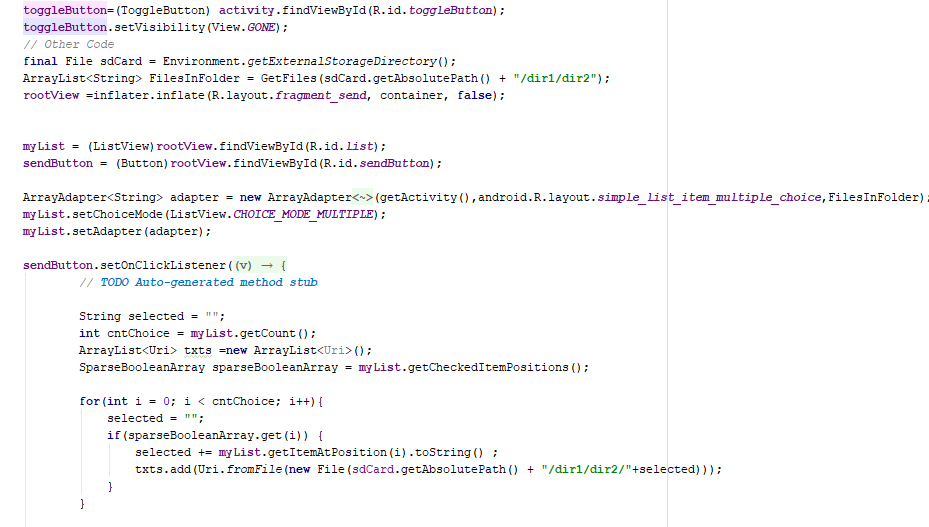 toggleButton=(ToggleButton) activity.findViewById(R.id.toggleButton);
toggleButton.setVisibility(View.GONE);
// Other Code
final File sdCard = Environment.getExternalStorageDirectory();
ArrayList<String> FilesInFolder = GetFiles(sdCard.getAbsolutePath() + "/dir1/dir2");
rootView =inflater.inflate(R.layout.fragment_send, container, false);
myList = (ListView)rootView.findViewById(R.id.list);
sendButton = (Button)rootView.findViewById(R.id.sendButton);
ArrayAdapter<String> adapter = new ArrayAdapter<~>(getActivity(),android.R.layout.simple_list_item_multiple_choice,FilesInFolder);
myList.setChoiceMode(ListView.CHOICE_MODE_MULTIPLE);
myList.setAdapter(adapter);
sendButton.setOnClickListener((v) → {
// TODO Auto-generated method stub
String selected = "";
int cntChoice = myList.getCount();
ArrayList<Uri> txts =new ArrayList<Uri>();
SparseBooleanArray sparseBooleanArray = myList.getCheckedItemPositions();
for(int i = 0; i < cntChoice; i++){
selected = "";
if(sparseBooleanArray.get(i)) {
selected += myList.getItemAtPosition(i).toString() ;
txts.add(Uri.fromFile(new File(sdCard.getAbsolutePath() + "/dir1/dir2/"+selected)));
}
}